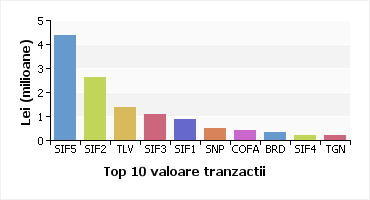 Lei (milioane)
5
4
3
2
1
0
SIF5 SIF2 TLV SIF3 SIF1 SNP COFA BRD SIF4 TGN
Top 10 valoare tranzactii